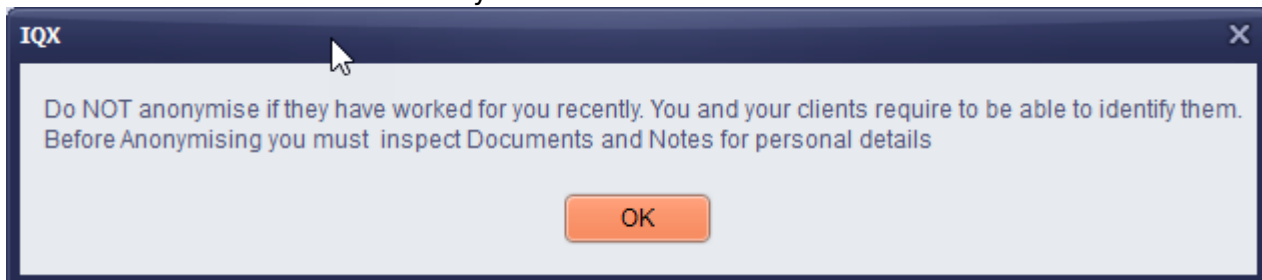 IQX
Do NOT anonymise if they have worked for you recently. You and your clients require to be able to identify them.
Before Anonymising you must inspect Documents and Notes for personal details
OK